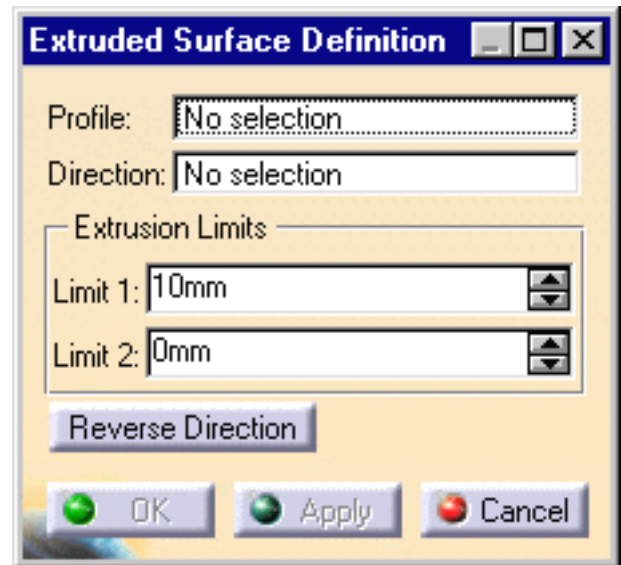 Extruded Surface Definition
Profile: No selection
Direction: No selection
Extrusion Limits
Limit 1: 10mm
Limit 2: 0mm
Reverse Direction
OK Apply Cancel